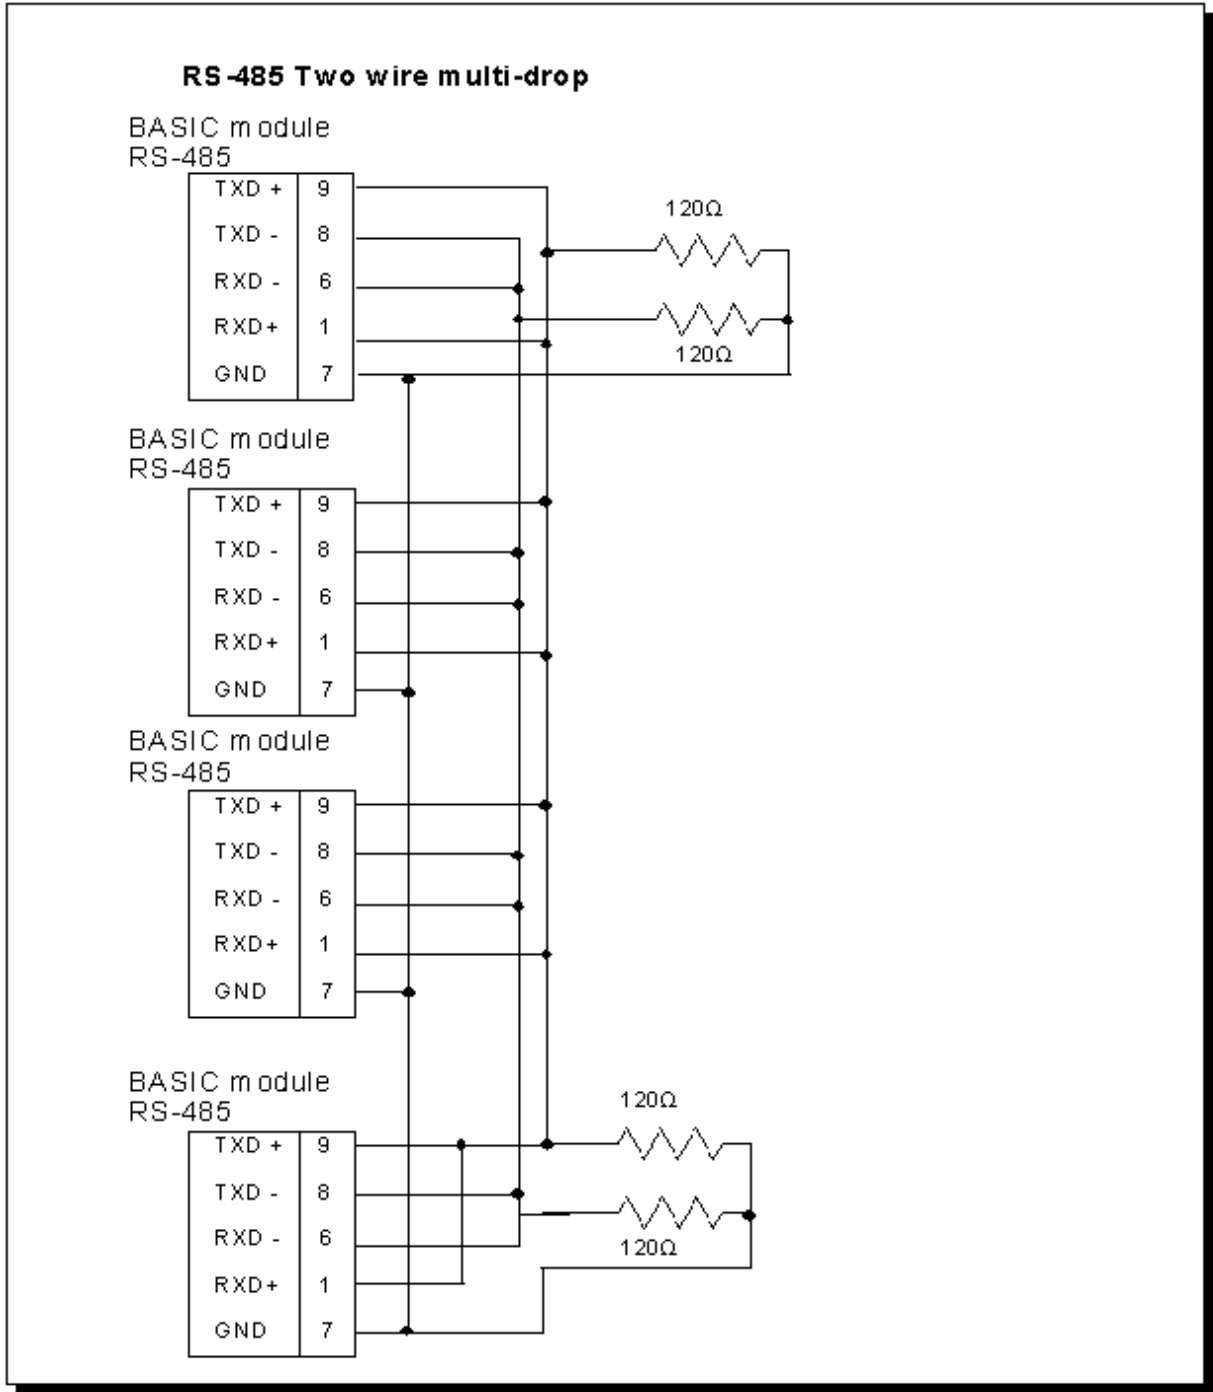 RS-485 Two wire multi-drop
BASIC module
RS-485
TXD + 9
TXD - 8
RXD - 6
RXD+ 1
GND 7
120Ω
120Ω
BASIC module
RS-485
TXD + 9
TXD - 8
RXD - 6
RXD+ 1
GND 7
BASIC module
RS-485
TXD + 9
TXD - 8
RXD - 6
RXD+ 1
GND 7
BASIC module
RS-485
TXD + 9
TXD - 8
RXD - 6
RXD+ 1
GND 7
120Ω
120Ω